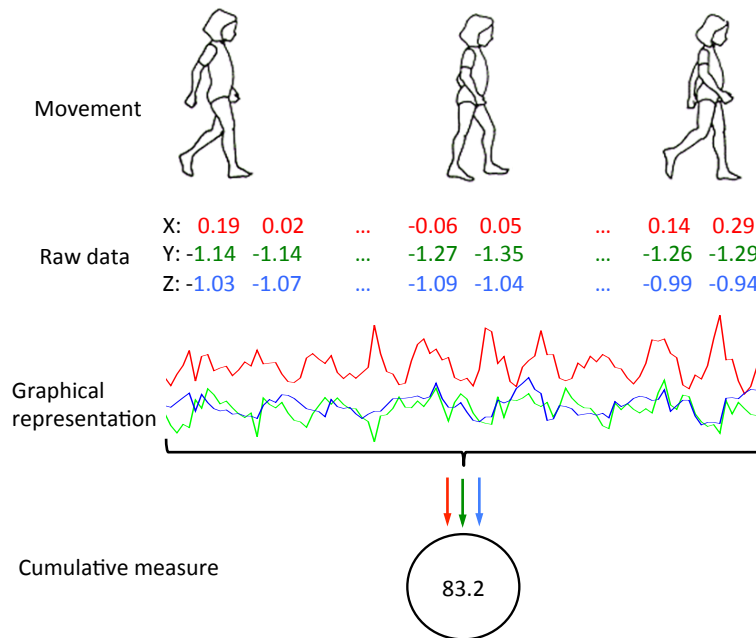 Movement
X: 0.19 0.02 ... -0.06 0.05 ... 0.14 0.29
Raw data
Y: -1.14 -1.14 ... -1.27 -1.35 ... -1.26 -1.29
Z: -1.03 -1.07 ... -1.09 -1.04 ... -0.99 -0.94
Graphical
representation
Cumulative measure
83.2